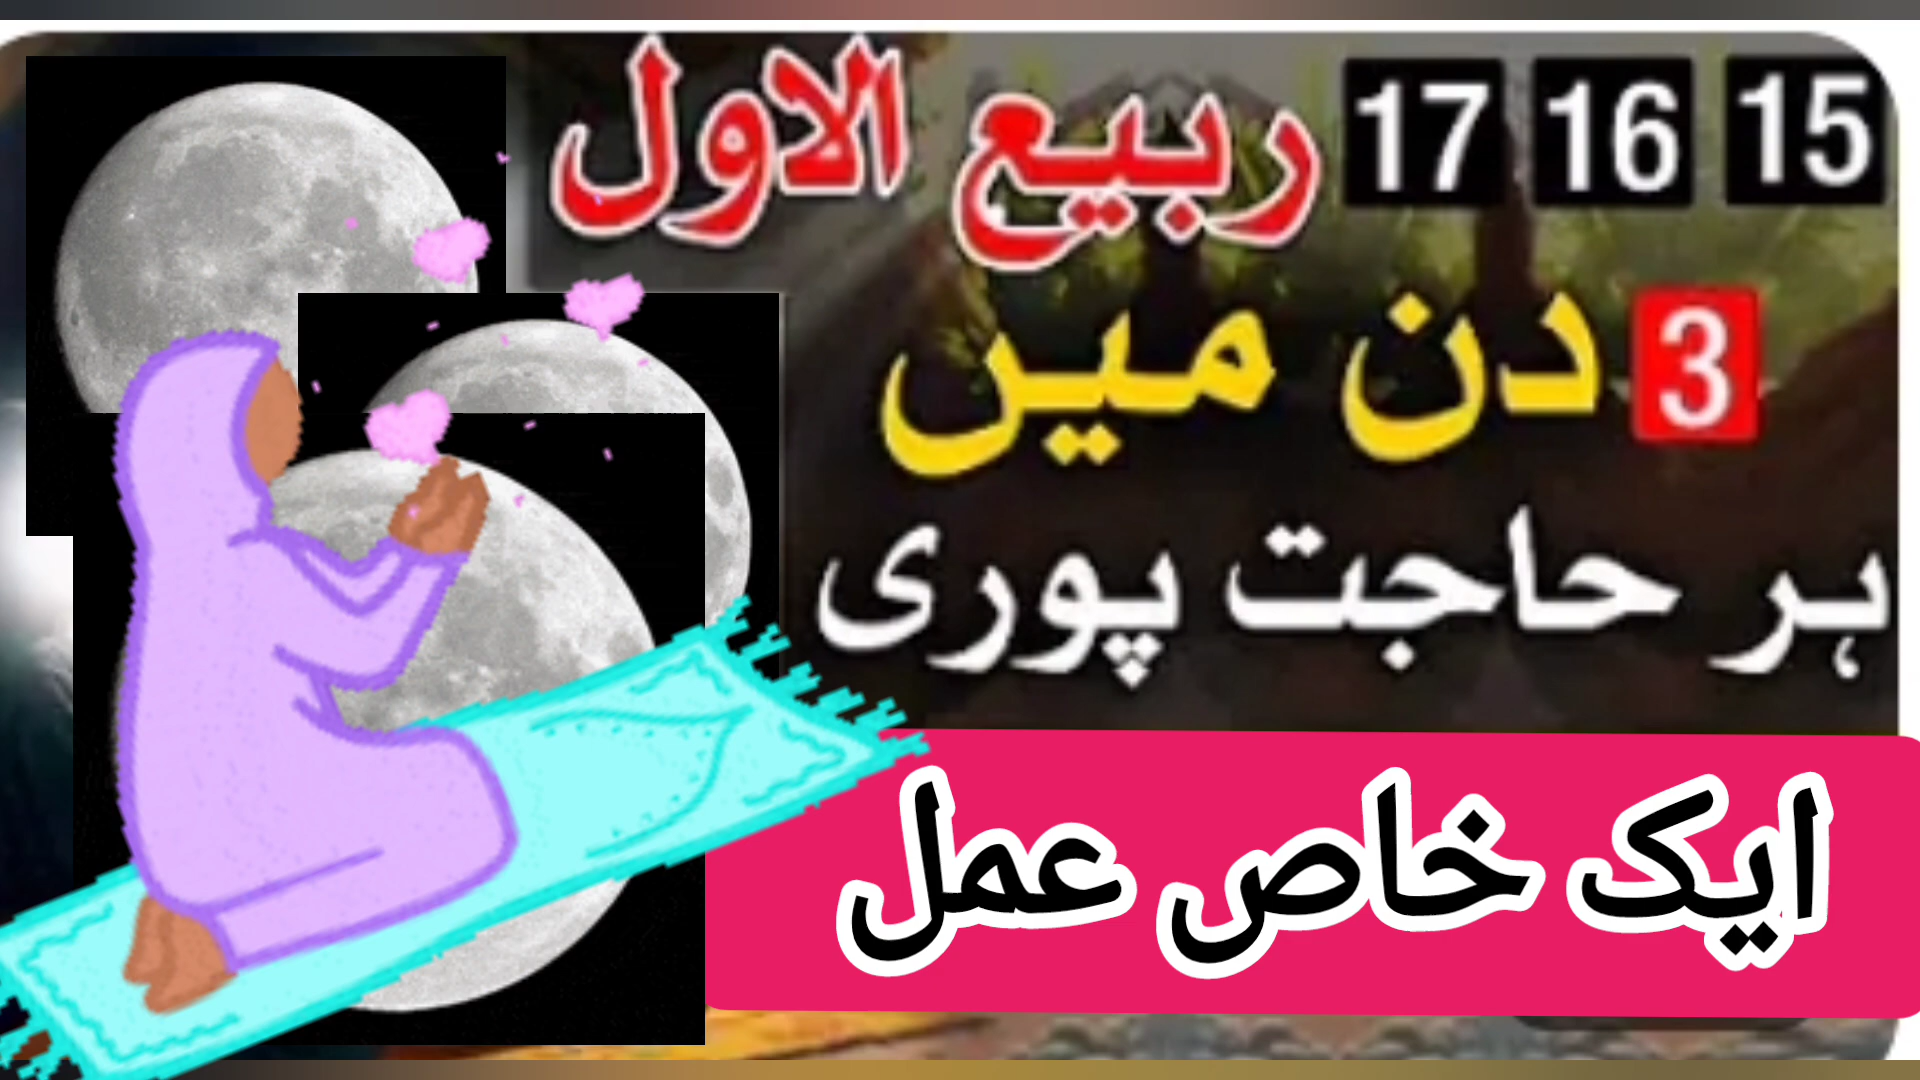 15 16 17 ربیع الاول
3 دن میں
ہر حاجت پوری
ایک خاص عمل